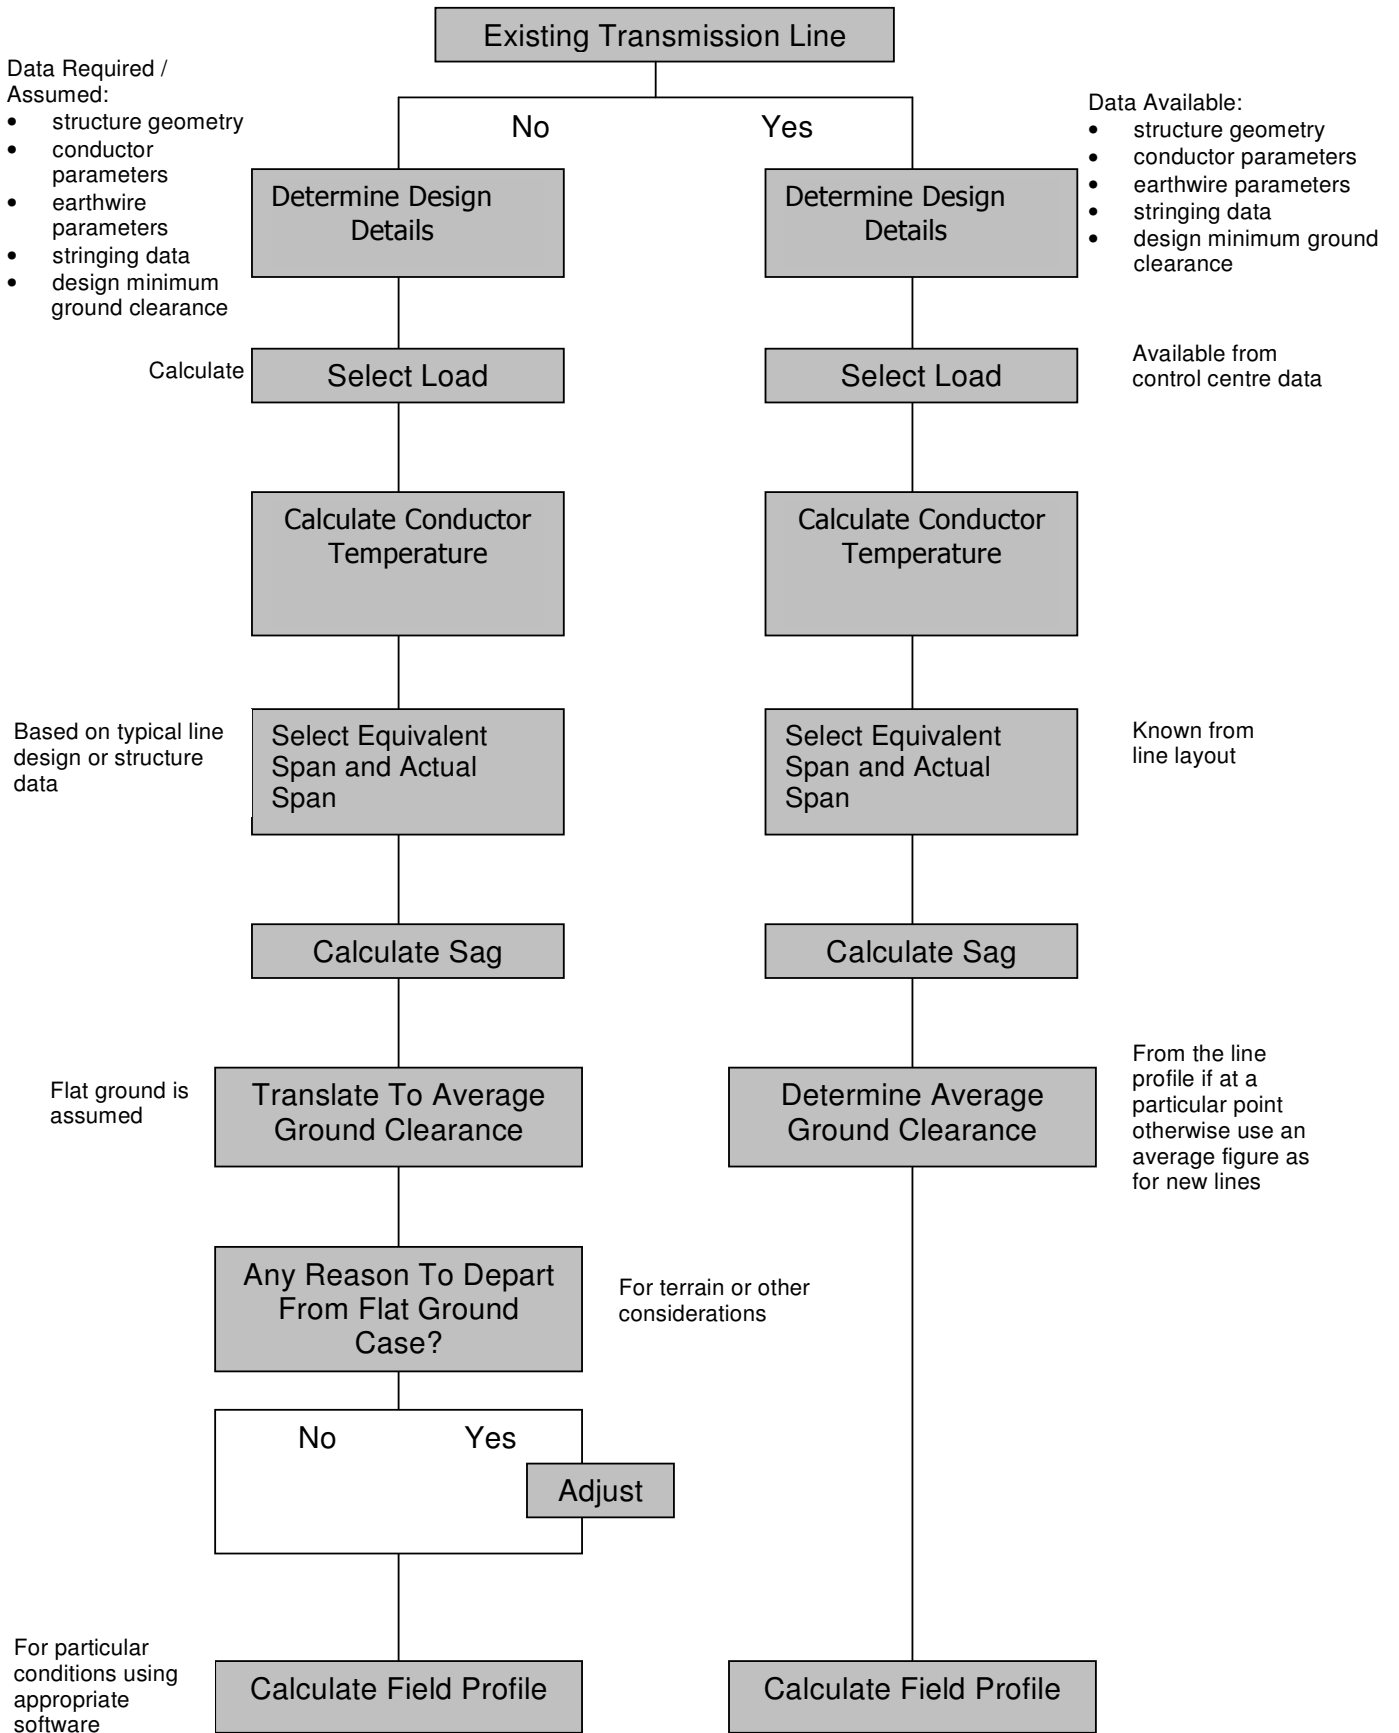 Existing Transmission Line
Data Required /
Assumed:
• structure geometry
• conductor
parameters
• earthwire
parameters
• stringing data
• design minimum
ground clearance
No
Yes
Data Available:
• structure geometry
• conductor parameters
• earthwire parameters
• stringing data
• design minimum ground
clearance
Determine Design
Details
Determine Design
Details
Calculate
Select Load
Select Load
Available from
control centre data
Calculate Conductor
Temperature
Calculate Conductor
Temperature
Based on typical line
design or structure
data
Select Equivalent
Span and Actual
Span
Select Equivalent
Span and Actual
Span
Known from
line layout
Calculate Sag
Calculate Sag
Flat ground is
assumed
Translate To Average
Ground Clearance
Determine Average
Ground Clearance
From the line
profile if at a
particular point
otherwise use an
average figure as
for new lines
Any Reason To Depart
From Flat Ground
Case?
For terrain or other
considerations
No
Yes
Adjust
For particular
conditions using
appropriate
software
Calculate Field Profile
Calculate Field Profile